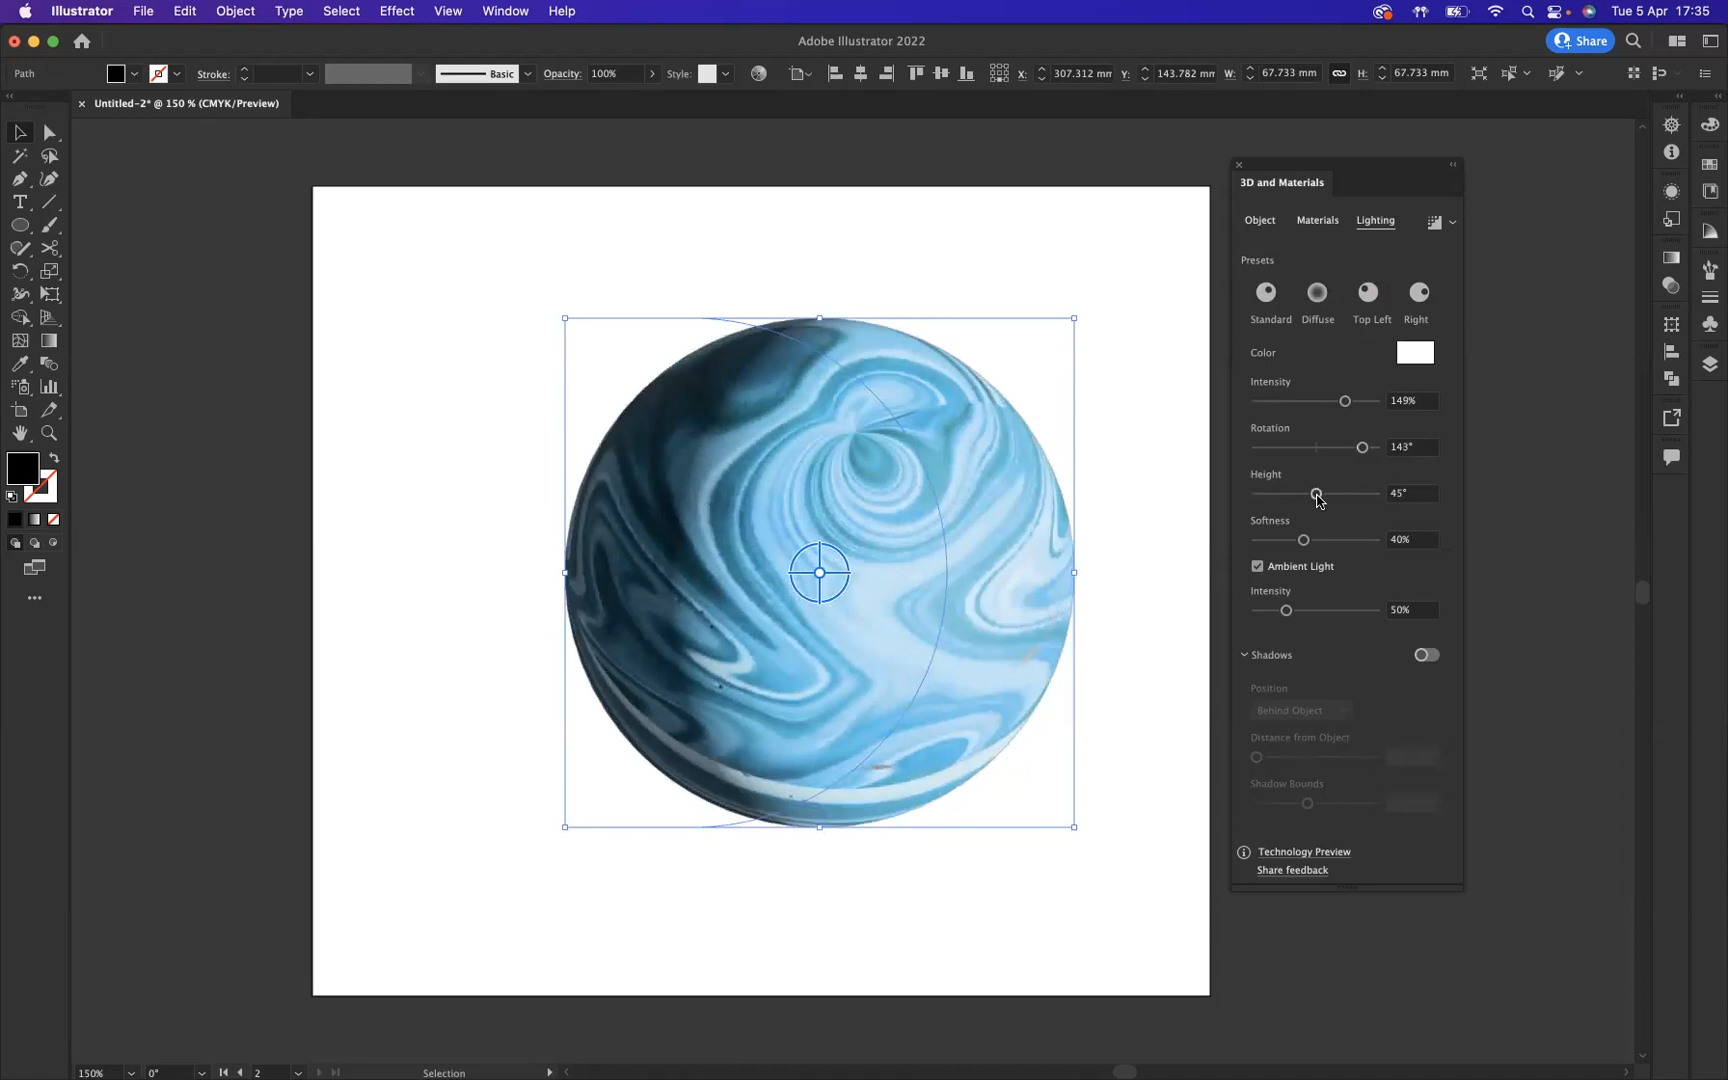 Illustrator File Edit Object Type Select Effect View Window Help Tue 5 Apr 17:35
Adobe Illustrator 2022 Share
Path Stroke: Basic Opacity: 100% Style: X: 307.312 mm Y: 143.782 mm W: 67.733 mm H: 67.733 mm
× Untitled-2* @ 150 % (CMYK/Preview)
3D and Materials
Object Materials Lighting
Presets
Standard Diffuse Top Left Right
Color
Intensity
149%
Rotation
143°
Height
45°
Softness
40%
Ambient Light
Intensity
50%
Shadows
Position
Behind Object
Distance from Object
Shadow Bounds
Technology Preview
Share feedback
150% 0° 2 Selection